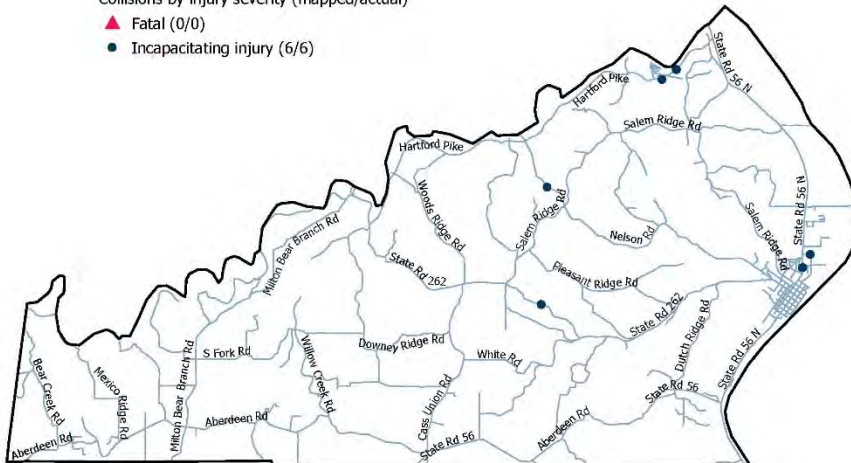 Collisions by injury severity (mapped/actual)
Fatal (0/0)
Incapacitating injury (6/6)
State Rd 56 N
Hartford Pike
Salem Ridge Rd
Hartford Pike
Woods Ridge Rd
State Rd 56 N
Milton Bear Branch Rd
Salem Ridge Rd
Nelson Rd
Salem Ridge Rd
State Rd 262
Pleasant Ridge Rd
State Rd 262
Dutch Ridge Rd
State Rd 56 N
S Fork Rd
Downey Ridge Rd
White Rd
Milton Bear Branch Rd
Willow Creek Rd
Bear Creek Rd
Mexico Ridge Rd
Cass Union Rd
State Rd 56
Aberdeen Rd
Aberdeen Rd
Aberdeen Rd
State Rd 56